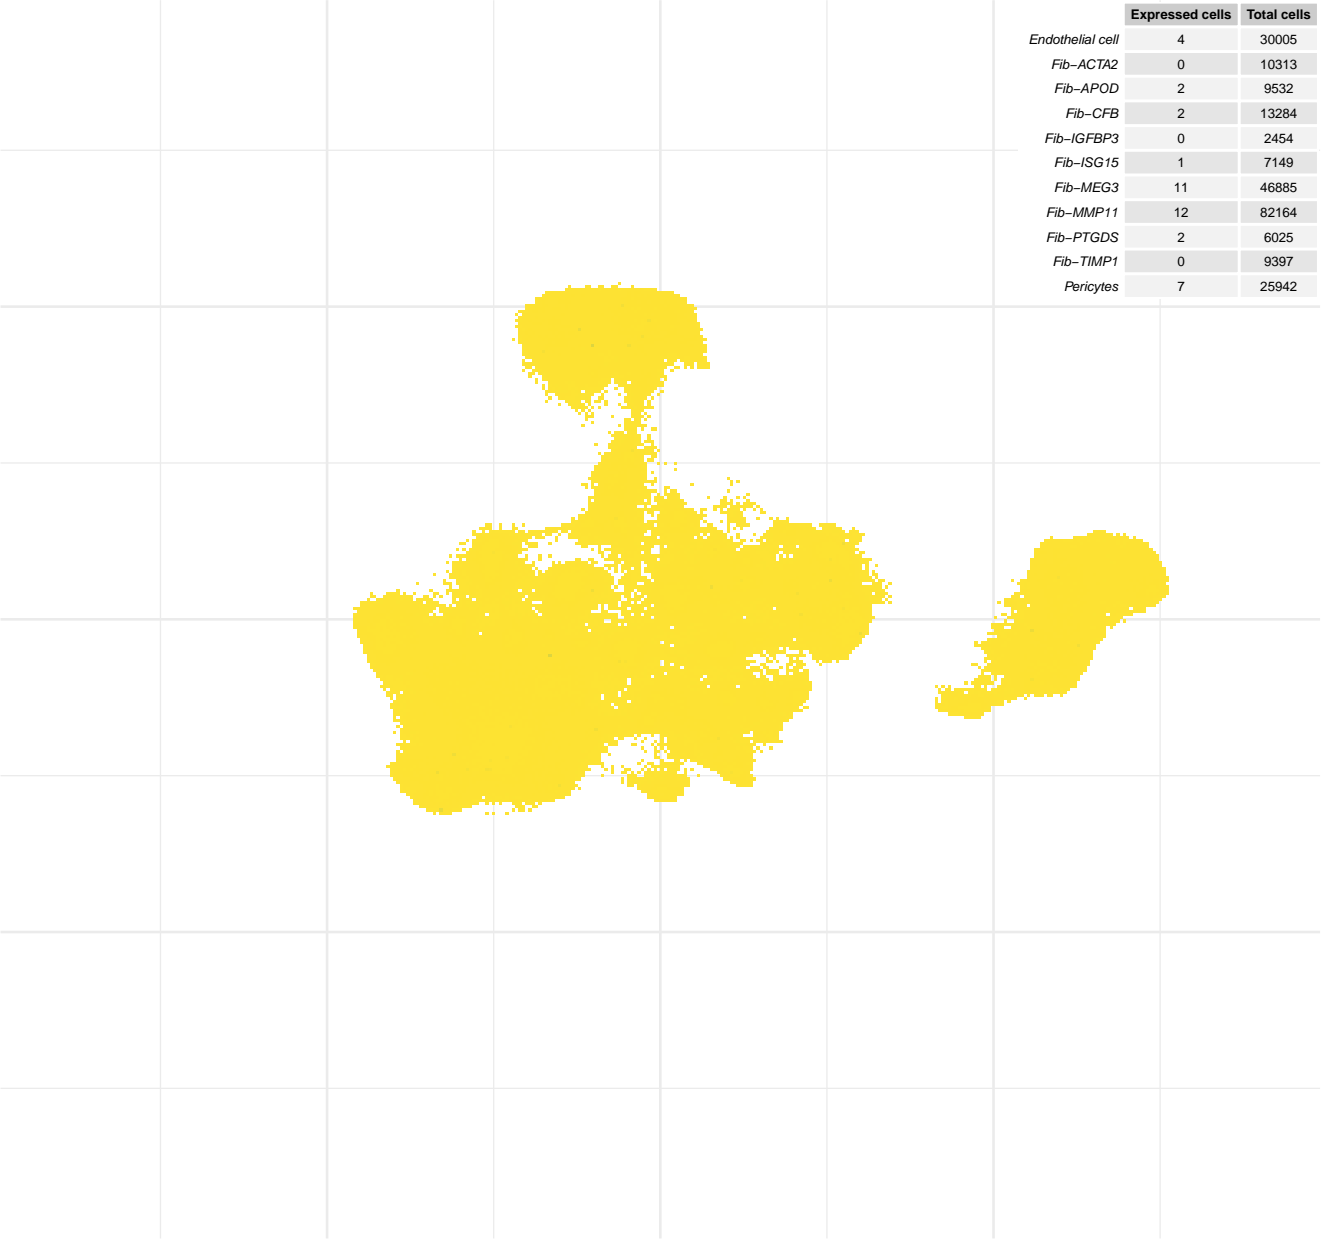 Expressed cells Total cells
Endothelial cell 4 30005
Fib−ACTA2 0 10313
Fib−APOD 2 9532
Fib−CFB 2 13284
Fib−IGFBP3 0 2454
Fib−ISG15 1 7149
Fib−MEG3 11 46885
Fib−MMP11 12 82164
Fib−PTGDS 2 6025
Fib−TIMP1 0 9397
Pericytes 7 25942